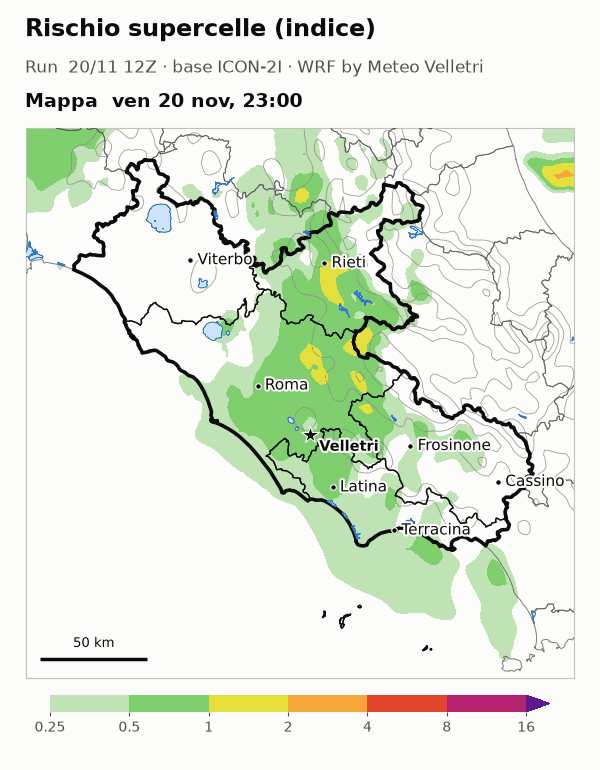 Rischio supercelle (indice)
Run  20/11 12Z · base ICON-2I · WRF by Meteo Velletri
Mappa  ven 20 nov, 23:00
Viterbo
Rieti
Roma
Velletri
Frosinone
Latina
Cassino
Terracina
50 km
0.25 0.5 1 2 4 8 16